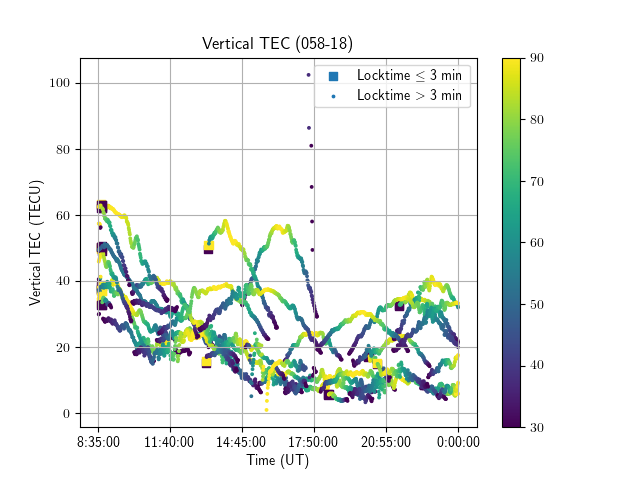 Vertical TEC (058-18)
Locktime ≤ 3 min
Locktime > 3 min
Vertical TEC (TECU)
100
80
60
40
20
0
8:35:00 11:40:00 14:45:00 17:50:00 20:55:00 0:00:00
Time (UT)
90
80
70
60
50
40
30